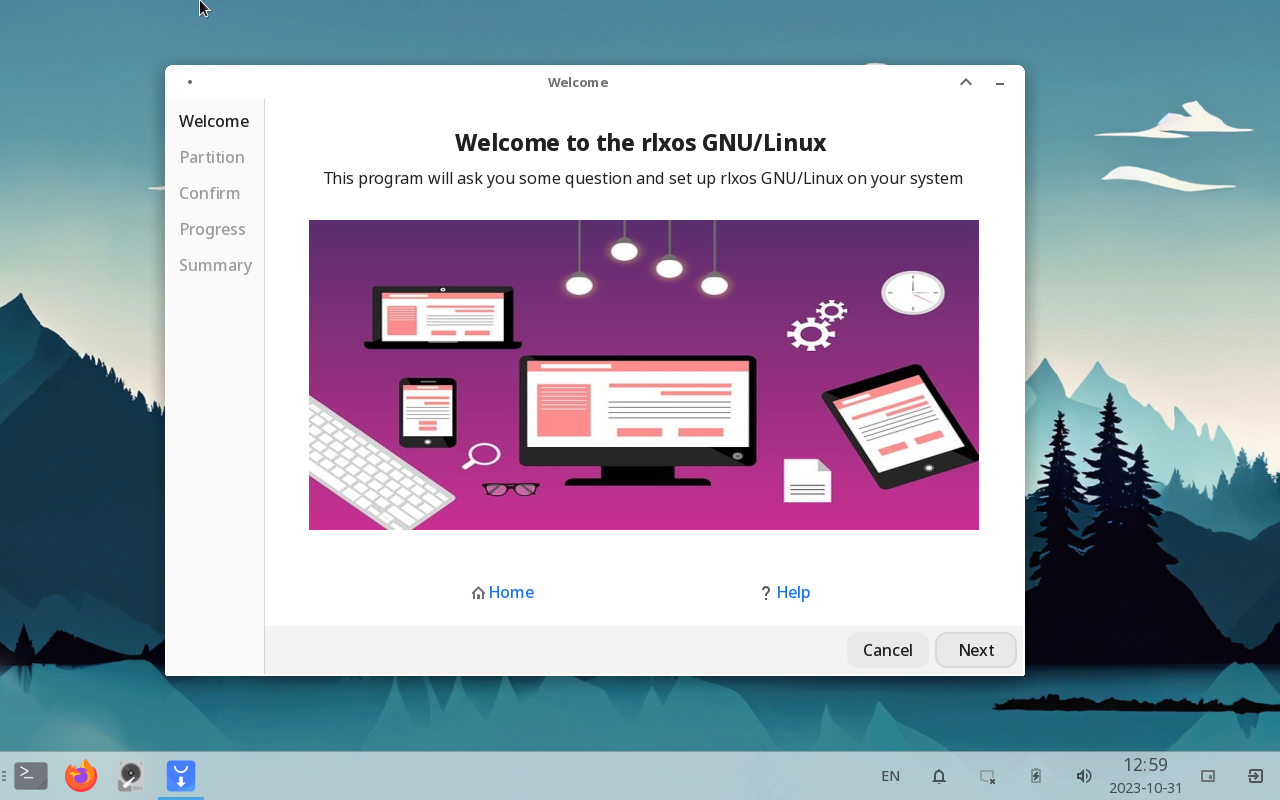 Welcome
Welcome
Partition
Confirm
Progress
Summary
Welcome to the rlxos GNU/Linux
This program will ask you some question and set up rlxos GNU/Linux on your system
Home
? Help
Cancel
Next
EN
12:59
2023-10-31